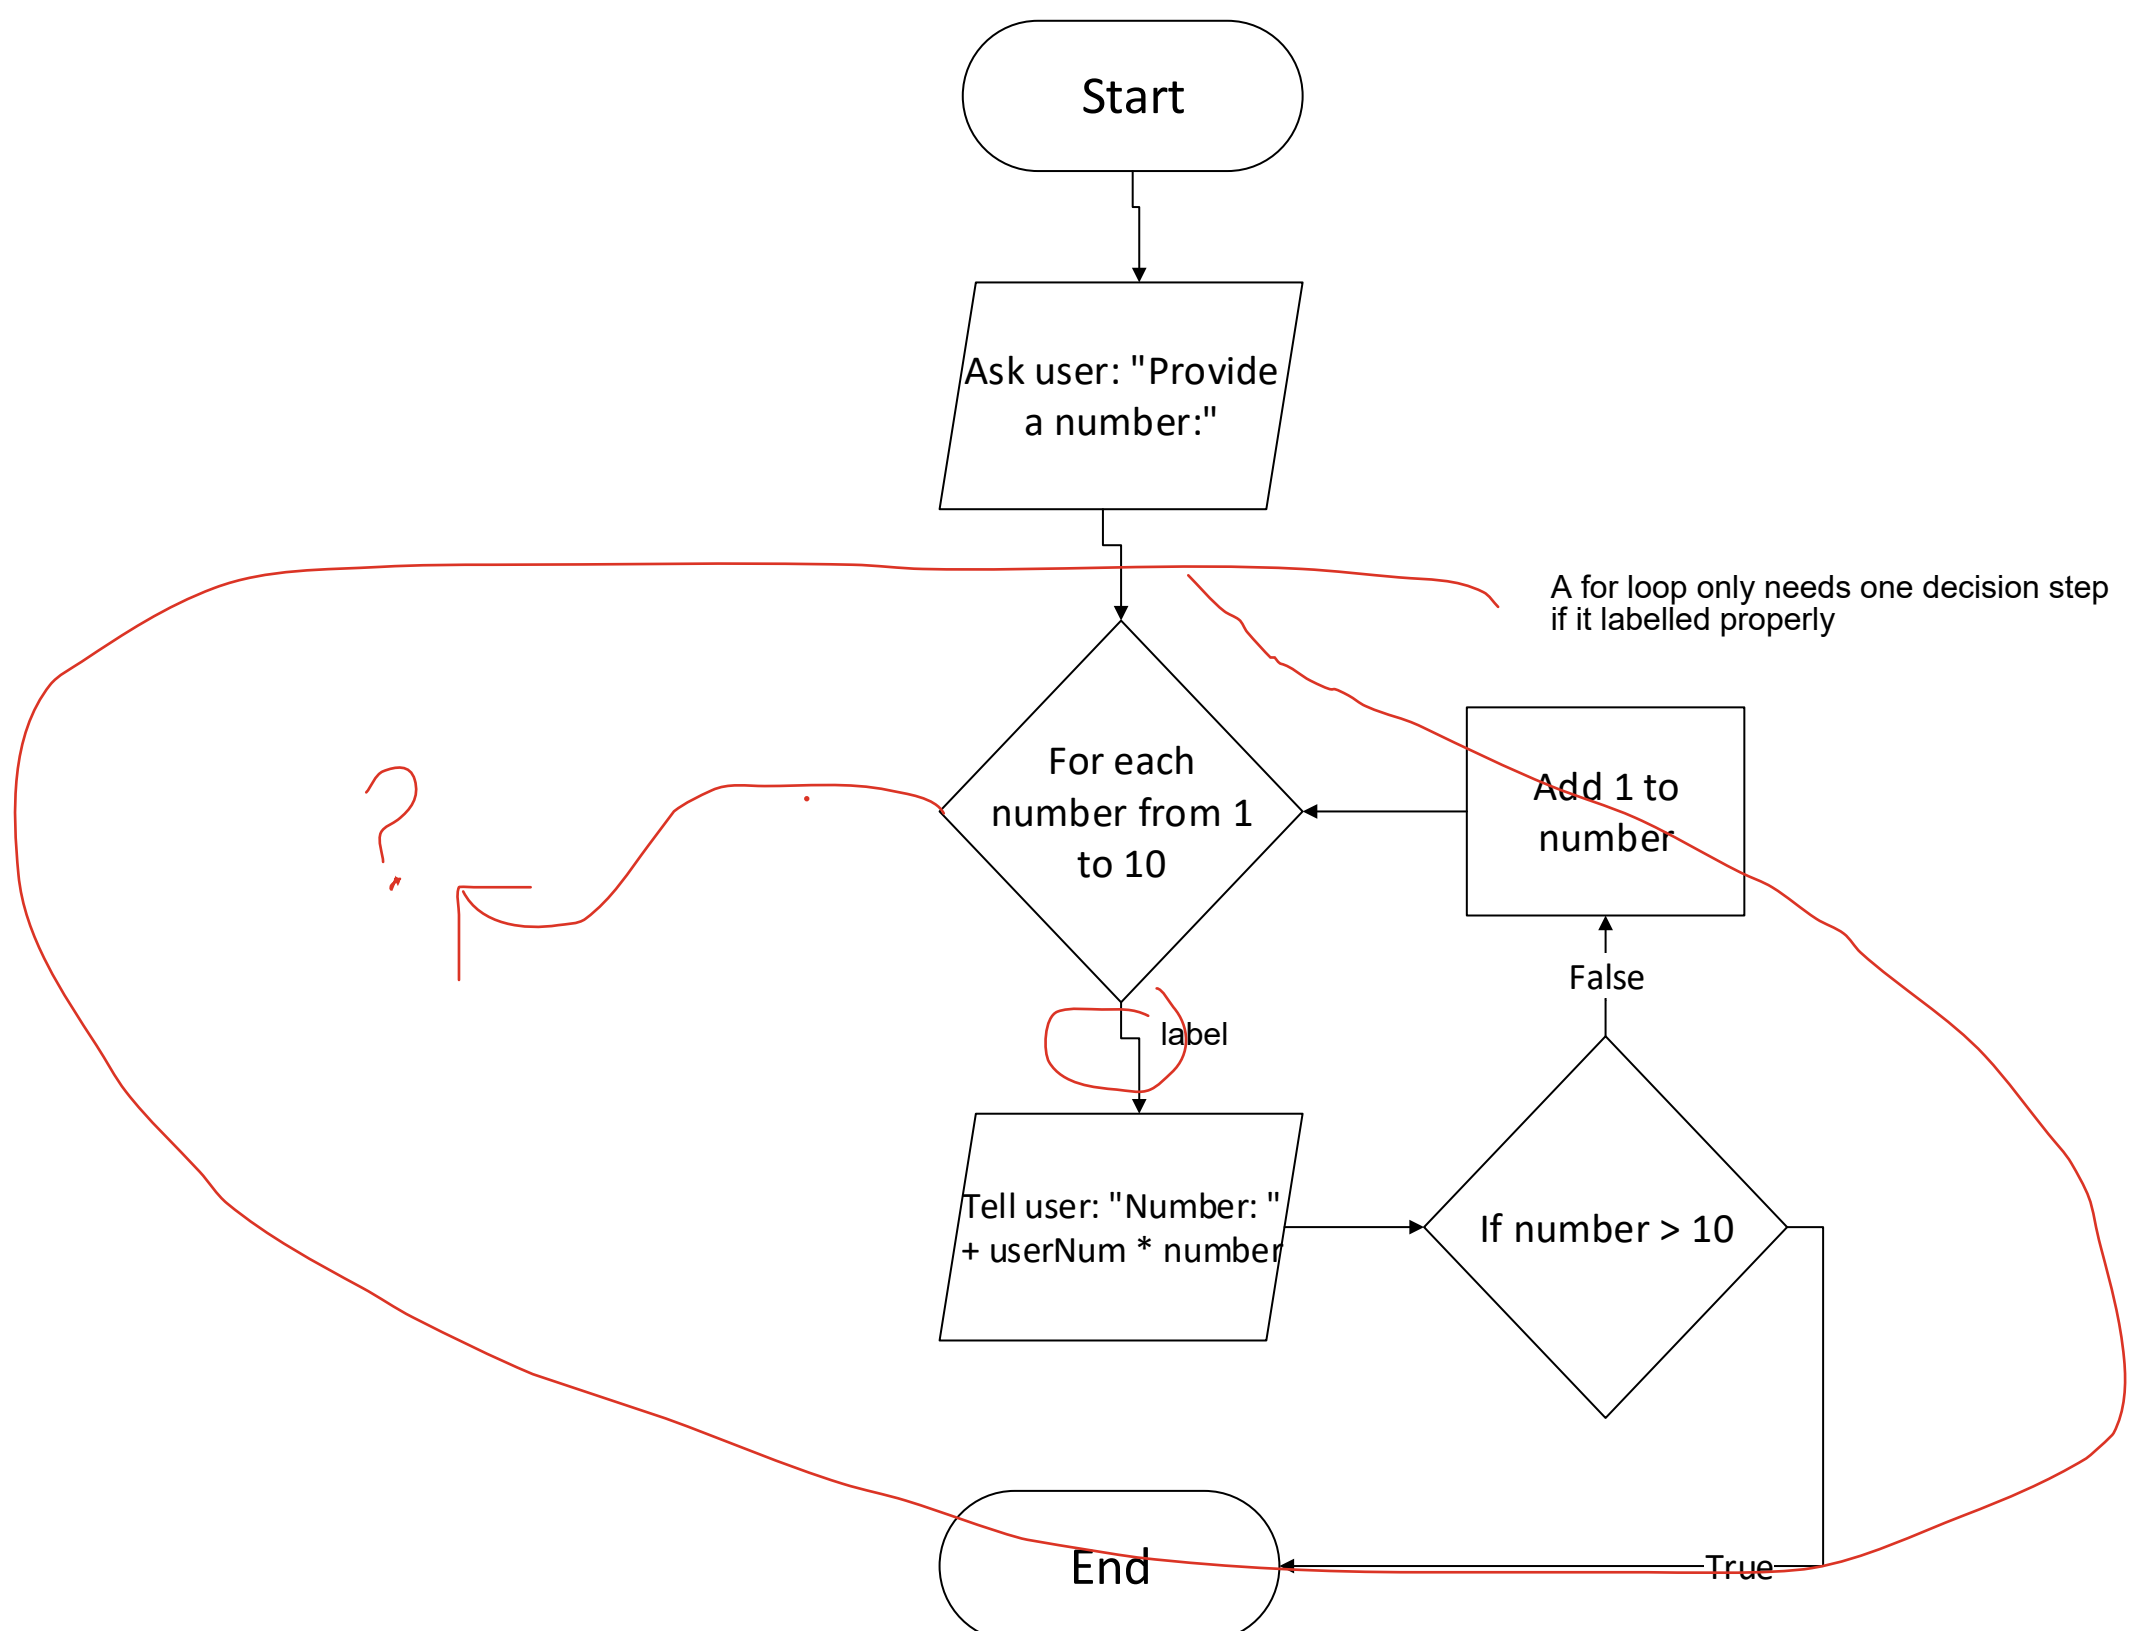 Start
Ask user: "Provide
a number:"
A for loop only needs one decision step
if it labelled properly
?
For each
number from 1
to 10
Add 1 to
number
False
label
Tell user: "Number: "
+ userNum * number
If number > 10
End
True